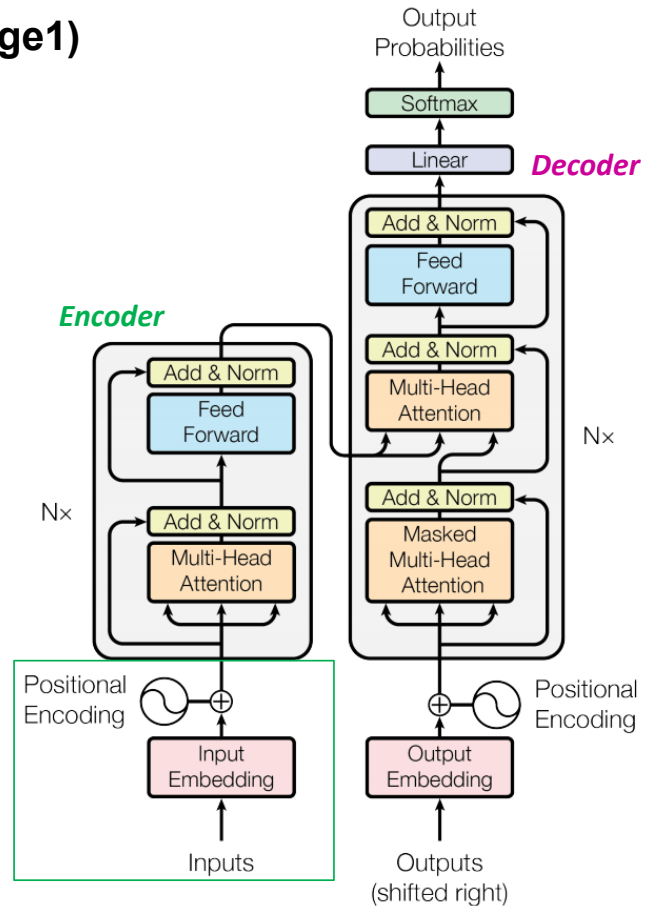 ge1)
Output
Probabilities
Softmax
Linear
Decoder
Add & Norm
Feed
Forward
Add & Norm
Multi-Head
Attention
Nx
Add & Norm
Masked
Multi-Head
Attention
Positional
Encoding
Output
Embedding
Outputs
(shifted right)
Encoder
Add & Norm
Feed
Forward
Nx
Add & Norm
Multi-Head
Attention
Positional
Encoding
Input
Embedding
Inputs